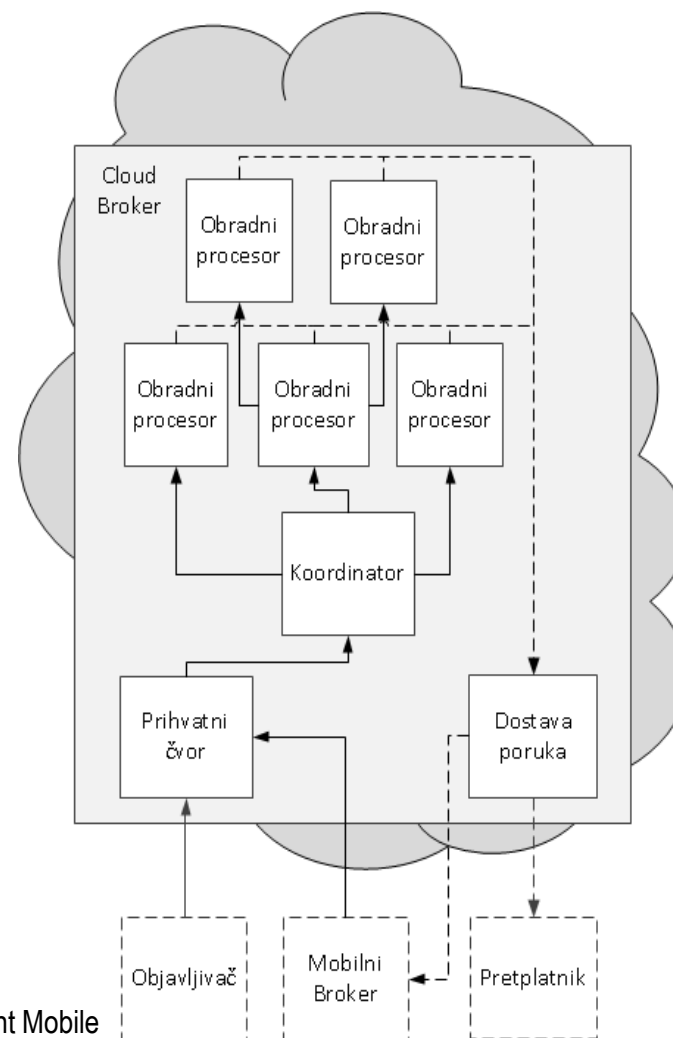 Cloud
Broker
Obradni
procesor
Obradni
procesor
Obradni
procesor
Obradni
procesor
Obradni
procesor
Koordinator
Prihvatni
čvor
Dostava
poruka
Objavljivač
Mobilni
Broker
Pretplatnik
nt Mobile